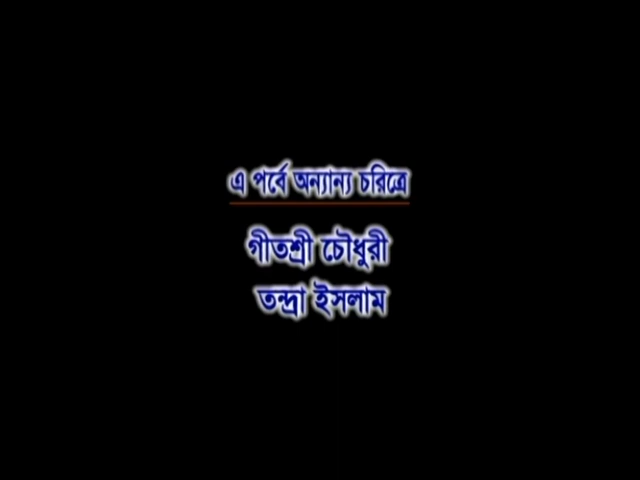 এ পর্বে অন্যান্য চরিত্রে
গীতশ্রী চৌধুরী
তন্দ্রা ইসলাম